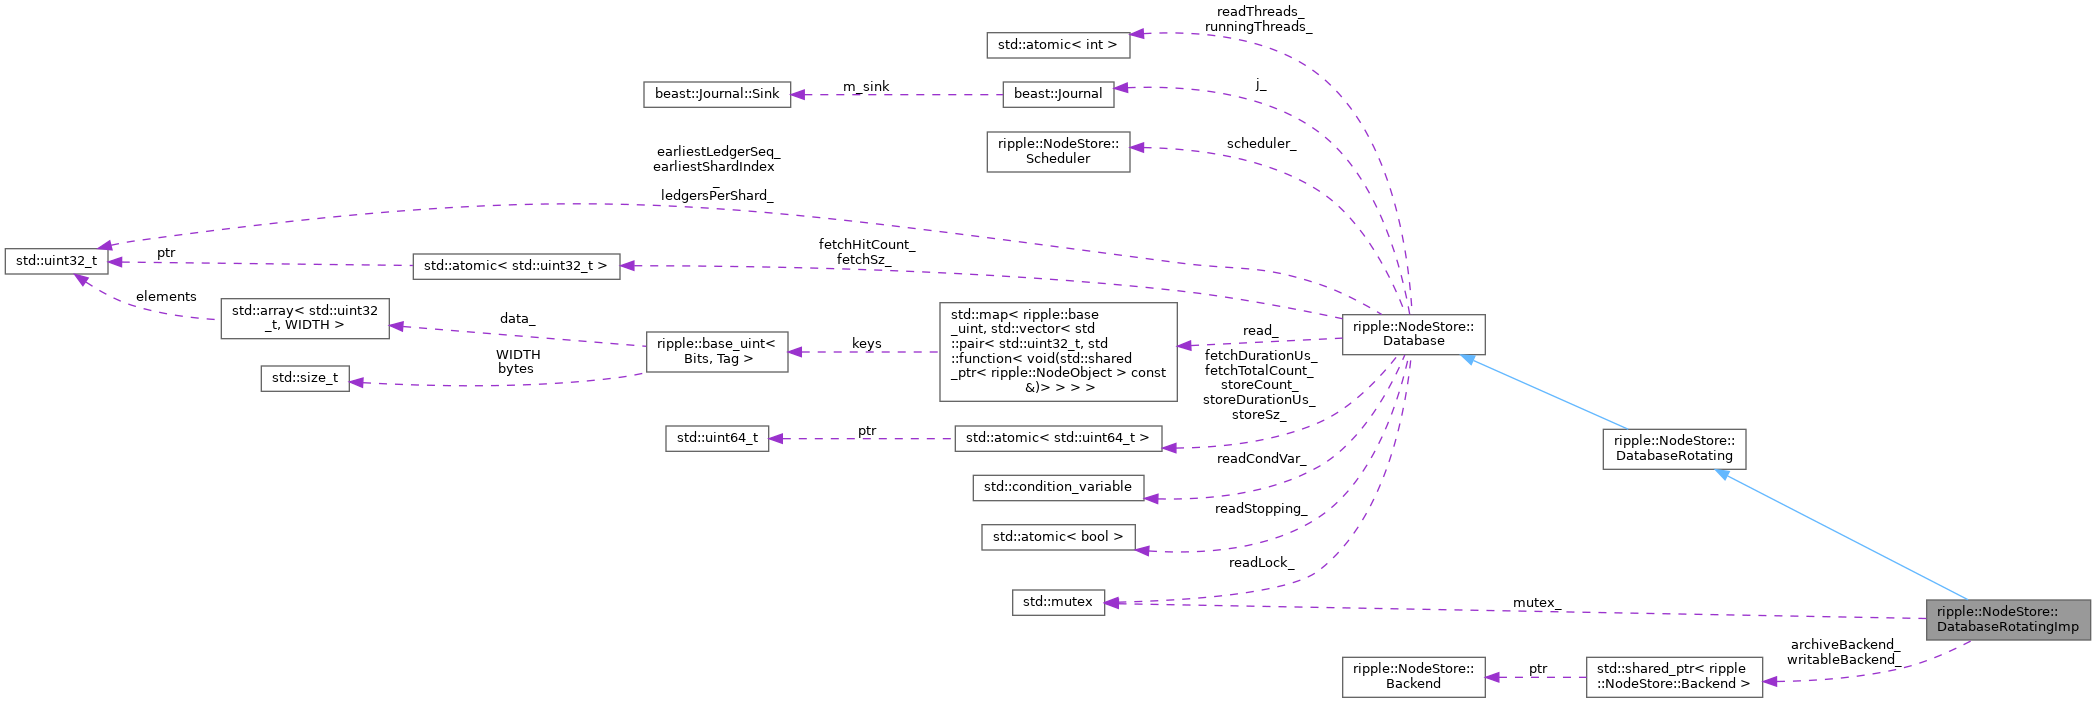 readThreads_
runningThreads_
std::atomic< int >
j_
beast::Journal::Sink
m_sink
beast::Journal
ripple::NodeStore::
Scheduler
scheduler_
earliestLedgerSeq_
earliestShardIndex
_
ledgersPerShard_
std::uint32_t
ptr
std::atomic< std::uint32_t >
fetchHitCount_
fetchSz_
elements
std::array< std::uint32
_t, WIDTH >
data_
ripple::base_uint<
Bits, Tag >
WIDTH
bytes
std::size_t
keys
std::map< ripple::base
_uint, std::vector< std
::pair< std::uint32_t, std
::function< void(std::shared
_ptr< ripple::NodeObject > const
&)> > > >
read_
ripple::NodeStore::
Database
fetchDurationUs_
fetchTotalCount_
storeCount_
storeDurationUs_
storeSz_
std::uint64_t
ptr
std::atomic< std::uint64_t >
readCondVar_
std::condition_variable
readStopping_
std::atomic< bool >
readLock_
std::mutex
ripple::NodeStore::
DatabaseRotating
mutex_
ripple::NodeStore::
DatabaseRotatingImp
archiveBackend_
writableBackend_
ripple::NodeStore::
Backend
ptr
std::shared_ptr< ripple
::NodeStore::Backend >